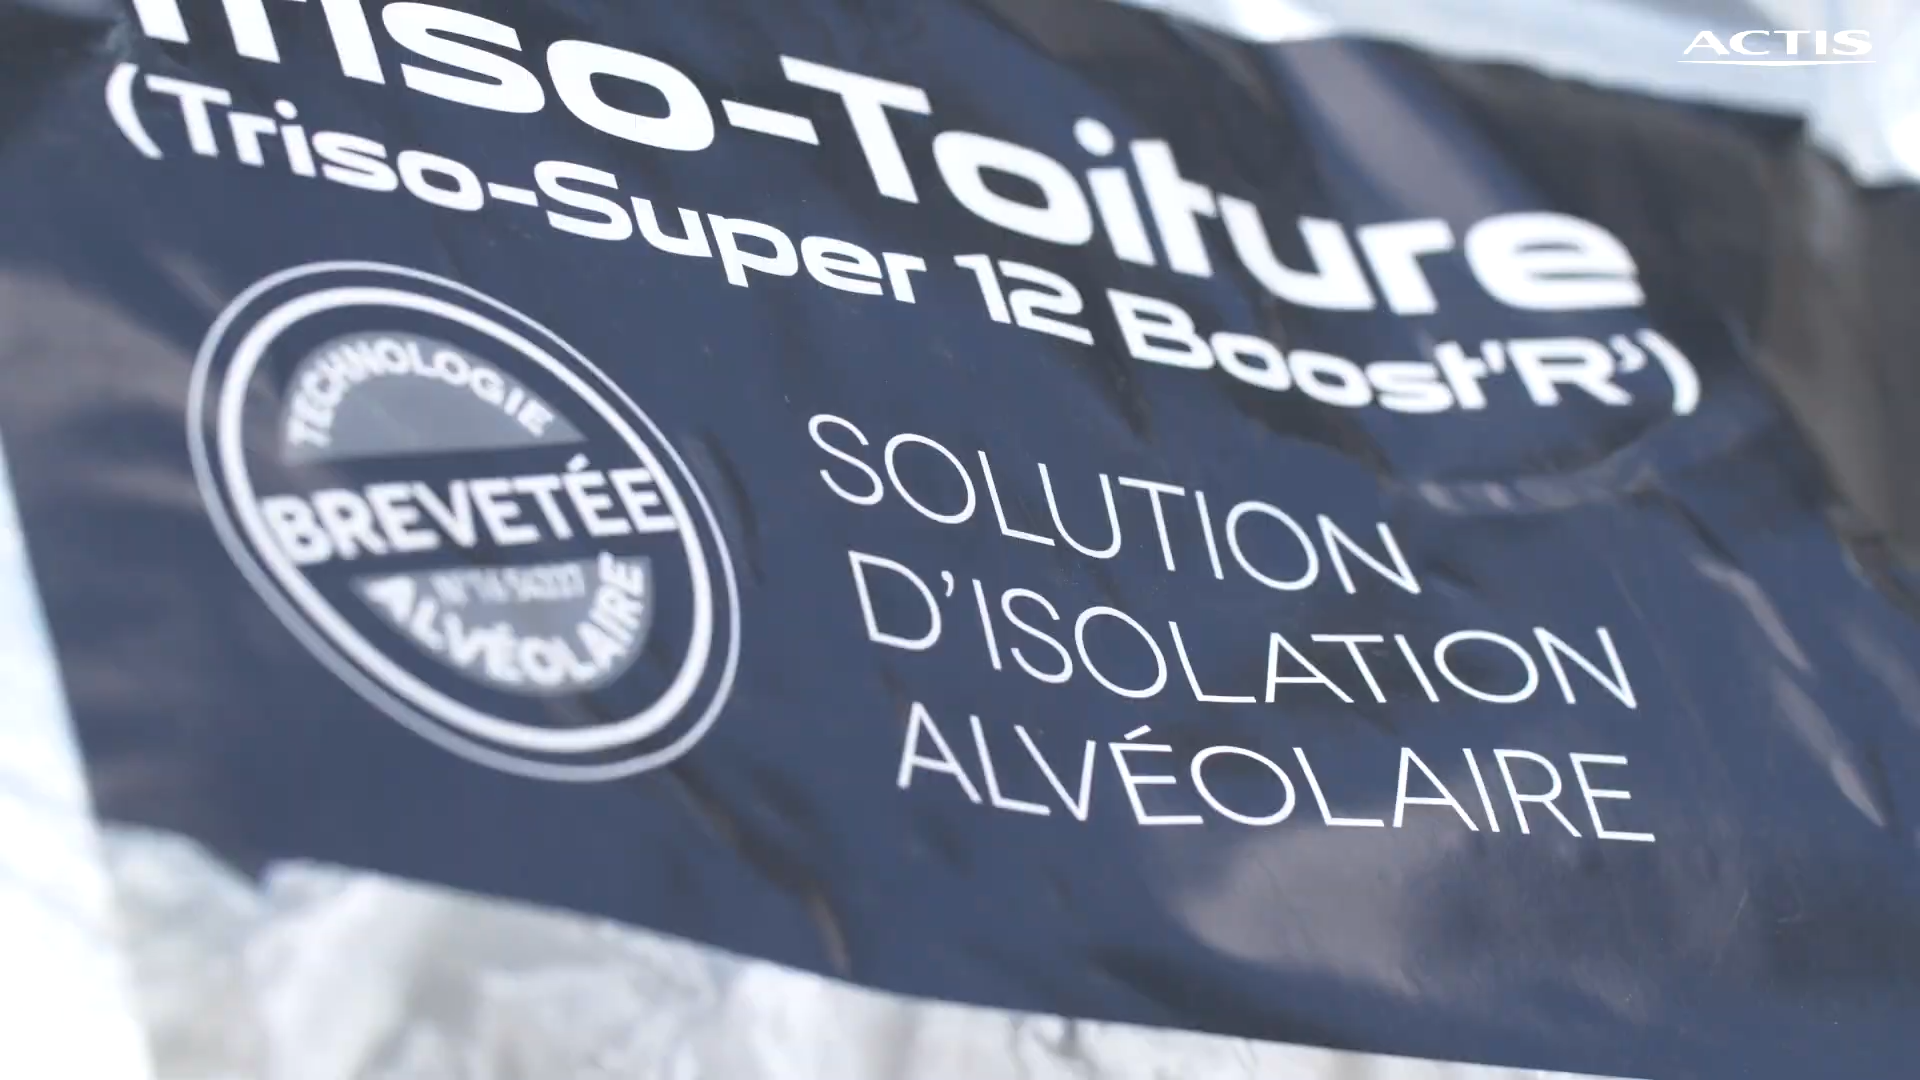 ACTIS
Triso-Toiture
(Triso-Super 12 Boost'R')
TECHNOLOGIE
BREVETÉE
ALVÉOLAIRE
SOLUTION
D'ISOLATION
ALVÉOLAIRE